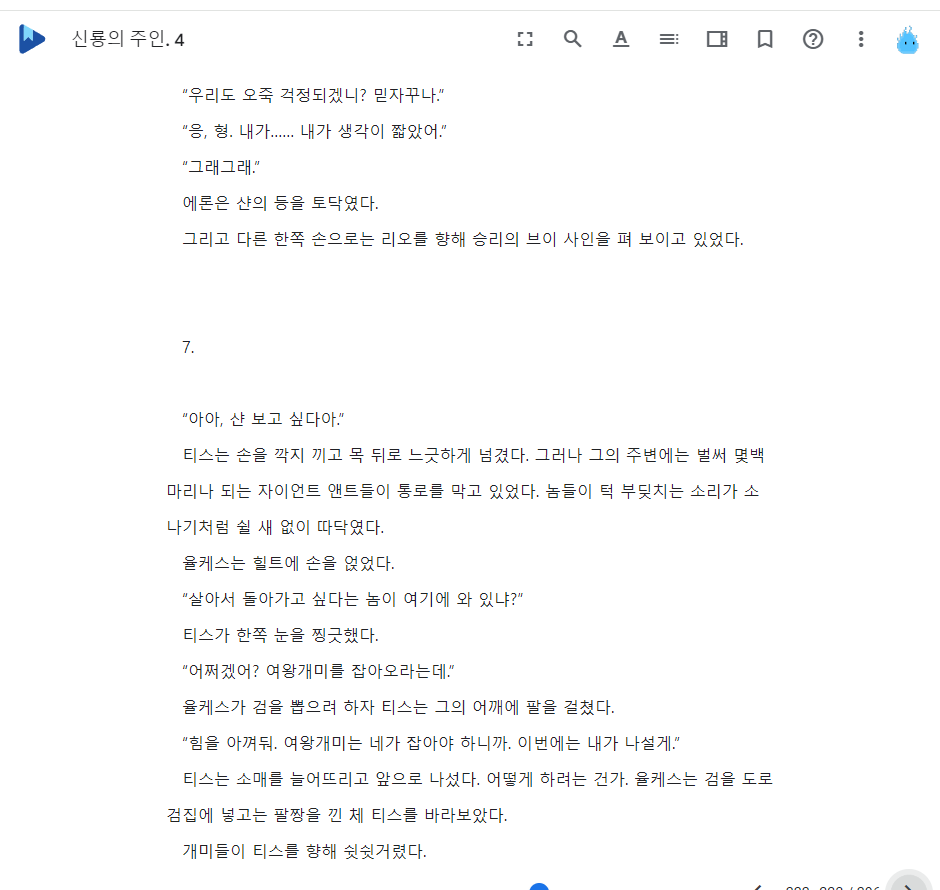 신룡의 주인. 4
“우리도 오죽 걱정되겠니? 믿자꾸나.”
“응, 형. 내가...... 내가 생각이 짧았어.”
“그래그래.”
에론은 샨의 등을 토닥였다.
그리고 다른 한쪽 손으로는 리오를 향해 승리의 브이 사인을 펴 보이고 있었다.
7.
“아아, 샨 보고 싶다아.”
티스는 손을 깍지 끼고 목 뒤로 느긋하게 넘겼다. 그러나 그의 주변에는 벌써 몇백
마리나 되는 자이언트 앤트들이 통로를 막고 있었다. 놈들이 턱 부딪치는 소리가 소
나기처럼 쉴 새 없이 따닥였다.
율케스는 힐트에 손을 얹었다.
“살아서 돌아가고 싶다는 놈이 여기에 와 있냐?”
티스가 한쪽 눈을 찡긋했다.
“어쩌겠어? 여왕개미를 잡아오라는데.”
율케스가 검을 뽑으려 하자 티스는 그의 어깨에 팔을 걸쳤다.
“힘을 아껴둬. 여왕개미는 네가 잡아야 하니까. 이번에는 내가 나설게.”
티스는 소매를 늘어뜨리고 앞으로 나섰다. 어떻게 하려는 건가. 율케스는 검을 도로
검집에 넣고는 팔짱을 낀 체 티스를 바라보았다.
개미들이 티스를 향해 쉿쉿거렸다.